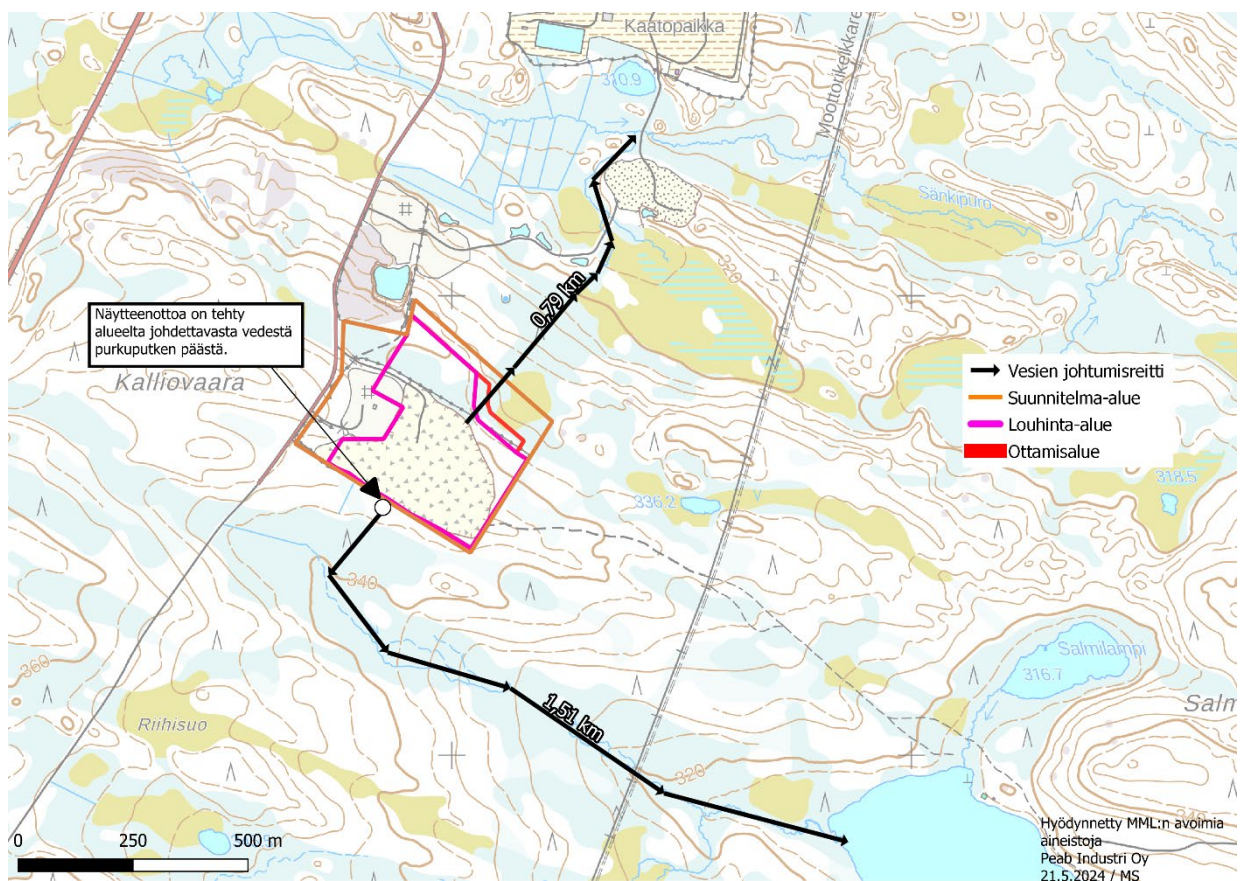 Kaatopaikka
310.9
Moottorikelkkare
Sänkipuro
320
0,79 km
Näytteenottoa on tehty
alueelta johdettavasta vedestä
purkuputken päästä.
Kalliovaara
Vesien johtumisreitti
Suunnitelma-alue
Louhinta-alue
Ottamisalue
336.2
318.5
340
360
Salmilampi
316.7
Salm
Riihisuo
1,51 km
320
340
0 250 500 m
Hyödynnetty MML:n avoimia
aineistoja
Peab Industri Oy
21.5.2024 / MS